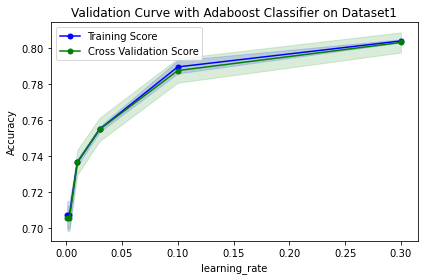 Validation Curve with Adaboost Classifier on Dataset1
Training Score
Cross Validation Score
Accuracy
0.80
0.78
0.76
0.74
0.72
0.70
0.00 0.05 0.10 0.15 0.20 0.25 0.30
learning_rate